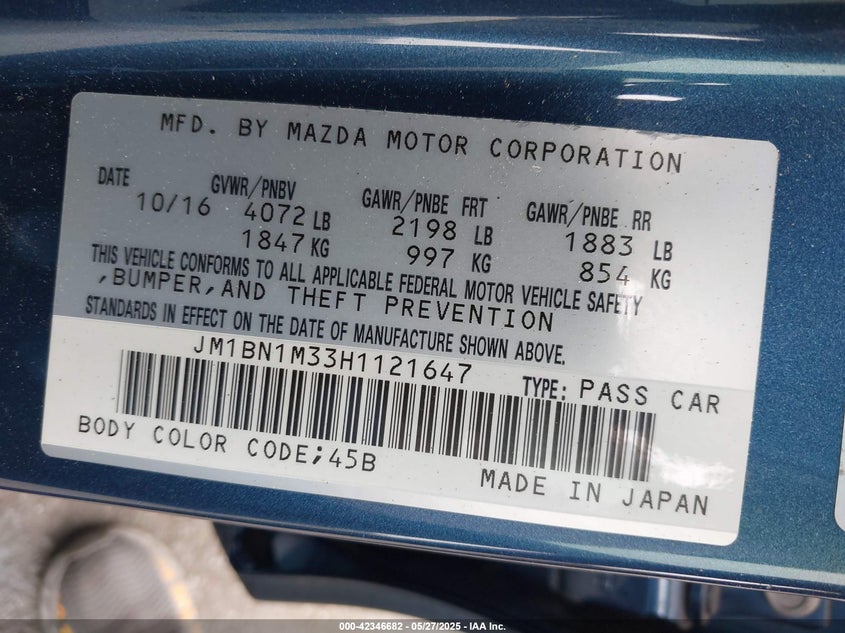 MFD. BY MAZDA MOTOR CORPORATION
DATE GVWR/PNBV GAWR/PNBE FRT GAWR/PNBE RR
10/16 4072 LB 2198 LB 1883 LB
1847 KG 997 KG 854 KG
THIS VEHICLE CONFORMS TO ALL APPLICABLE FEDERAL MOTOR VEHICLE SAFETY
,BUMPER,AND THEFT PREVENTION
STANDARDS IN EFFECT ON THE DATE OF MANUFACTURE SHOWN ABOVE.
JM1BN1M33H1121647 TYPE: PASS CAR
BODY COLOR CODE;45B MADE IN JAPAN
000-42346682 - 05/27/2025 - IAA Inc.